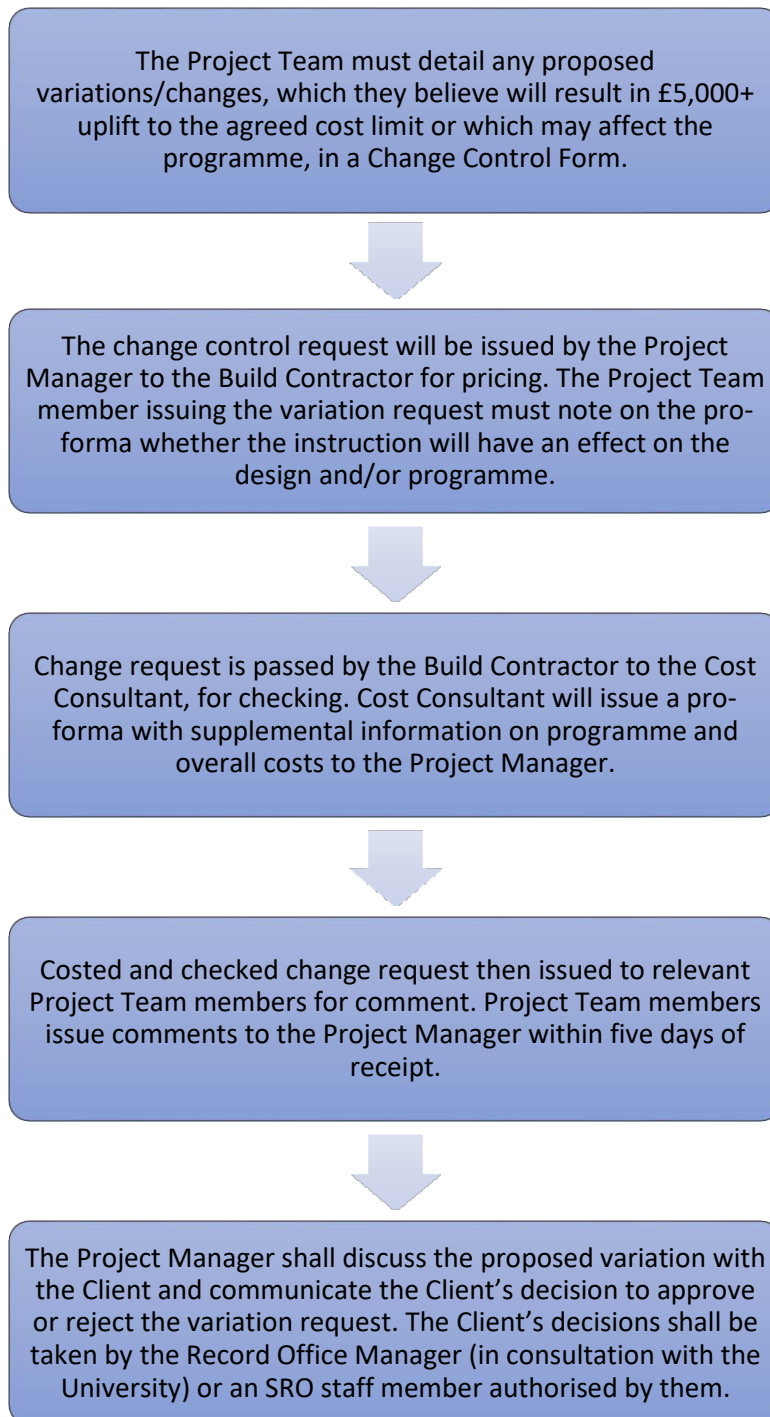 The Project Team must detail any proposed
variations/changes, which they believe will result in £5,000+
uplift to the agreed cost limit or which may affect the
programme, in a Change Control Form.
The change control request will be issued by the Project
Manager to the Build Contractor for pricing. The Project Team
member issuing the variation request must note on the pro-
forma whether the instruction will have an effect on the
design and/or programme.
Change request is passed by the Build Contractor to the Cost
Consultant, for checking. Cost Consultant will issue a pro-
forma with supplemental information on programme and
overall costs to the Project Manager.
Costed and checked change request then issued to relevant
Project Team members for comment. Project Team members
issue comments to the Project Manager within five days of
receipt.
The Project Manager shall discuss the proposed variation with
the Client and communicate the Client’s decision to approve
or reject the variation request. The Client’s decisions shall be
taken by the Record Office Manager (in consultation with the
University) or an SRO staff member authorised by them.